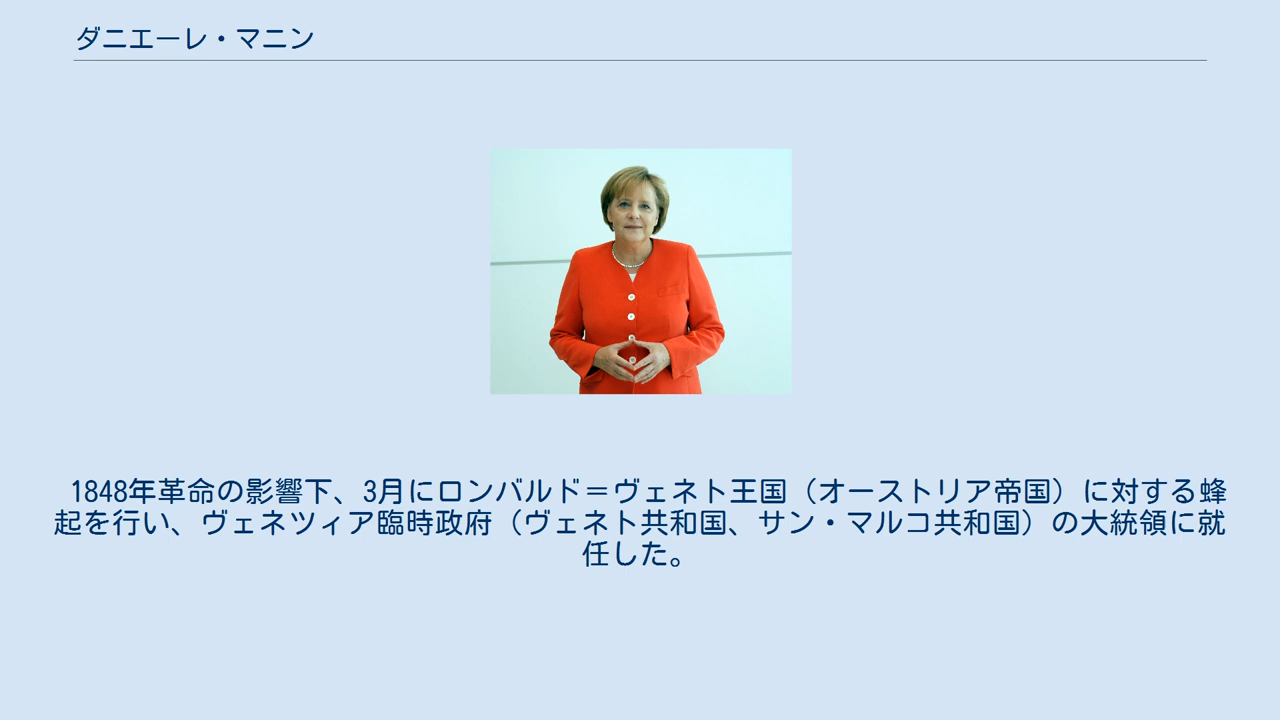 ダニエーレ・マニン
1848年革命の影響下、3月にロンバルド＝ヴェネト王国（オーストリア帝国）に対する蜂
起を行い、ヴェネツィア臨時政府（ヴェネト共和国、サン・マルコ共和国）の大統領に就
任した。